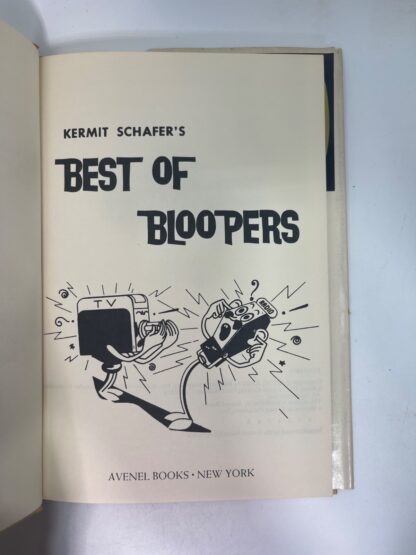 KERMIT SCHAFER'S
BEST OF
BLOOPERS
TV
AVENEL BOOKS • NEW YORK